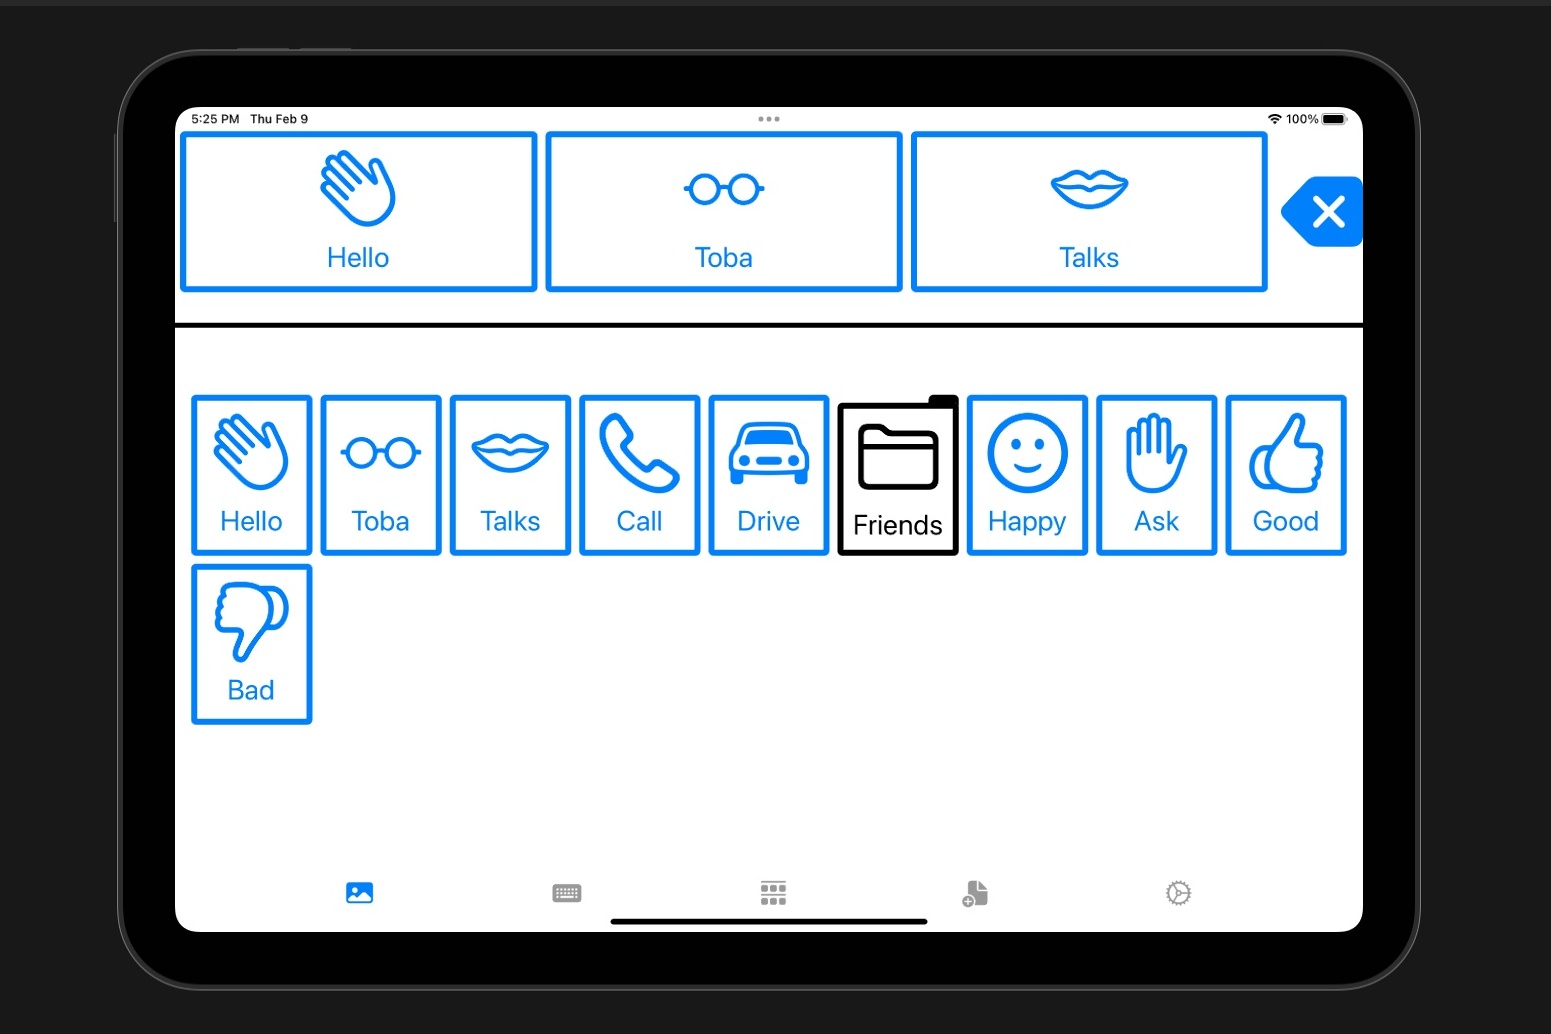 5:25 PM Thu Feb 9
100%
Hello
Toba
Talks
Hello
Toba
Talks
Call
Drive
Friends
Happy
Ask
Good
Bad